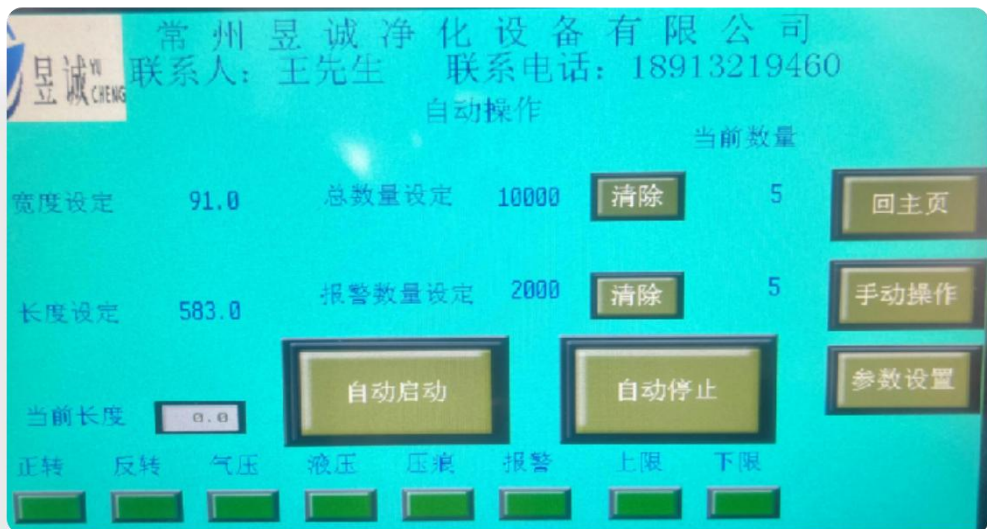 常州昱诚净化设备有限公司
昱诚 YU CHENG
联系人：王先生 联系电话：18913219460
自动操作
当前数量
宽度设定 91.0 总数量设定 10000 清除 5 回主页
长度设定 583.0 报警数量设定 2000 清除 5 手动操作
自动启动 自动停止 参数设置
当前长度 0.0
正转 反转 气压 液压 压痕 报警 上限 下限